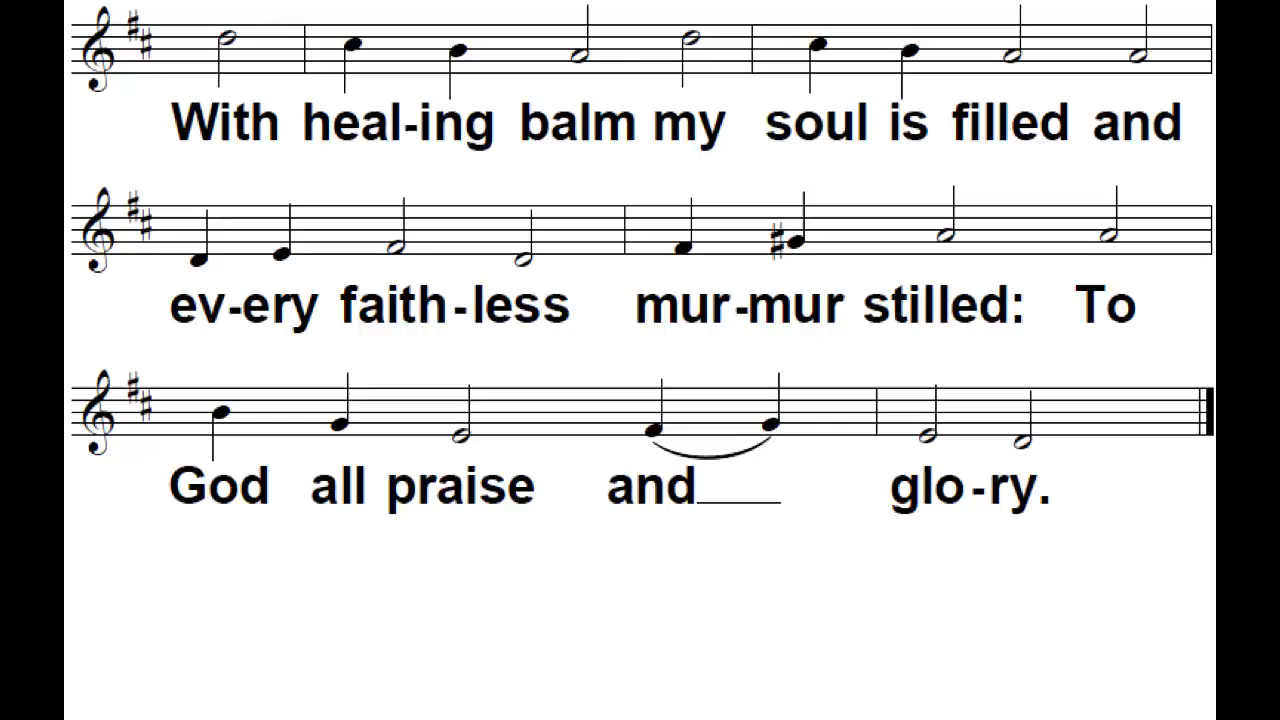 With heal-ing balm my soul is filled and
ev-ery faith-less mur-mur stilled: To
God all praise and____ glo-ry.